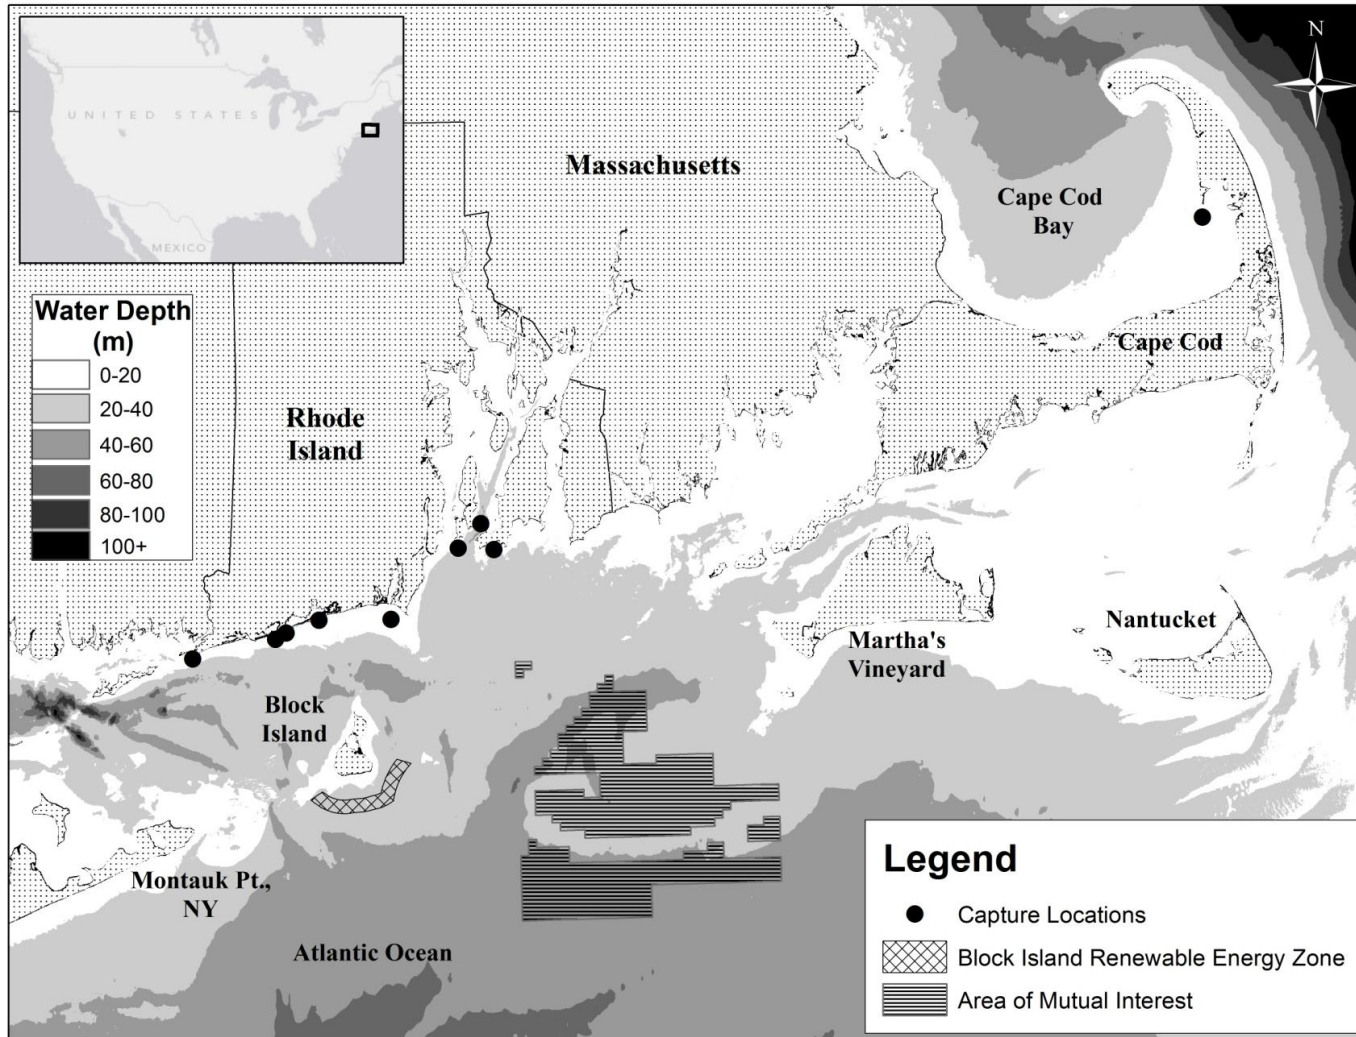 N
UNITED STATES
MEXICO
Massachusetts
Cape Cod
Bay
Water Depth
(m)
0-20
20-40
40-60
60-80
80-100
100+
Cape Cod
Rhode
Island
Nantucket
Martha's
Vineyard
Block
Island
Montauk Pt.,
NY
Atlantic Ocean
Legend
Capture Locations
Block Island Renewable Energy Zone
Area of Mutual Interest